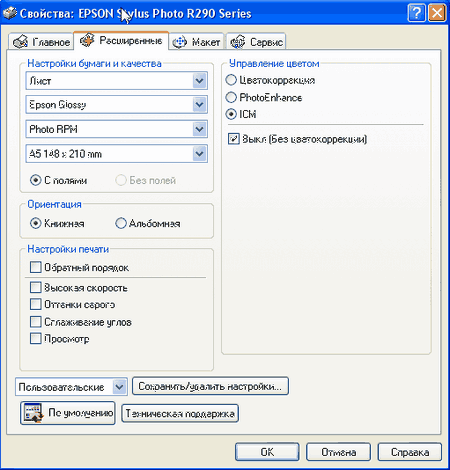 Свойства: EPSON Stylus Photo R290 Series
Главное
Расширенные
Макет
Сервис
Настройки бумаги и качества
Лист
Epson Glossy
Photo RPM
A5 148 x 210 mm
С полями
Без полей
Ориентация
Книжная
Альбомная
Настройки печати
Обратный порядок
Высокая скорость
Оттенки серого
Сглаживание углов
Просмотр
Управление цветом
Цветокоррекция
PhotoEnhance
ICM
Выкл (Без цветокоррекции)
Пользовательские
Сохранить/удалить настройки...
По умолчанию
Техническая поддержка
OK
Отмена
Справка